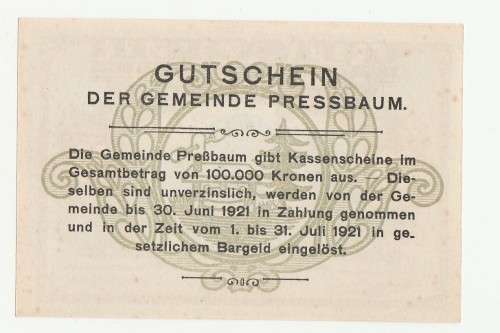 GUTSCHEIN
DER GEMEINDE PRESSBAUM.
Die Gemeinde Preßbaum gibt Kassenscheine im
Gesamtbetrag von 100.000 Kronen aus. — Die-
selben sind unverzinslich, werden von der Ge-
meinde bis 30. Juni 1921 in Zahlung genommen
und in der Zeit vom 1. bis 31. Juli 1921 in ge-
setzlichem Bargeld eingelöst.